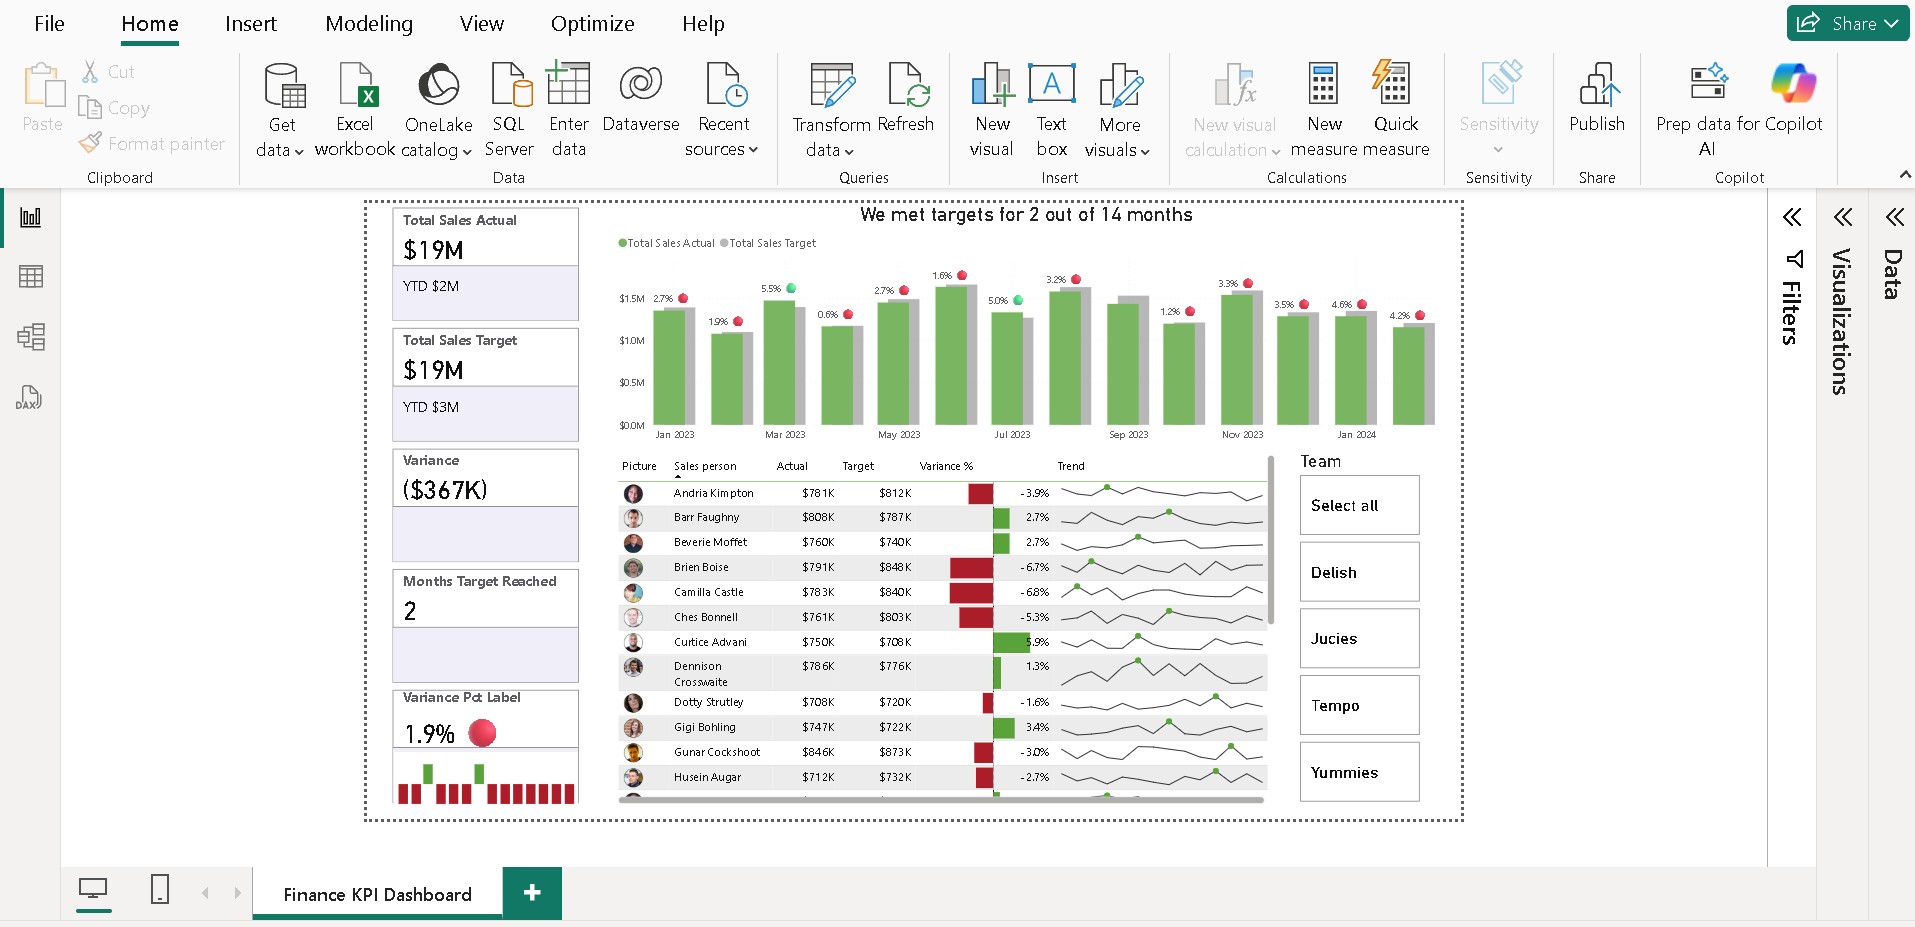 File Home Insert Modeling View Optimize Help
Share
Paste
Cut
Copy
Format painter
Clipboard
Get data
Excel workbook
OneLake catalog
SQL Server
Enter data
Dataverse
Recent sources
Data
Transform data
Refresh
Queries
New visual
Text box
More visuals
Insert
New visual calculation
New measure
Quick measure
Calculations
Sensitivity
Sensitivity
Publish
Share
Prep data for AI
Copilot
Copilot
Total Sales Actual
$19M
YTD $2M
Total Sales Target
$19M
YTD $3M
Variance
($367K)
Months Target Reached
2
Variance Pct Label
1.9%
We met targets for 2 out of 14 months
Total Sales Actual Total Sales Target
$1.5M
$1.0M
$0.5M
$0.0M
2.7%
1.9%
5.5%
0.6%
2.7%
1.6%
5.0%
3.2%
1.2%
3.3%
3.5%
4.6%
4.2%
Jan 2023 Mar 2023 May 2023 Jul 2023 Sep 2023 Nov 2023 Jan 2024
Picture Sales person Actual Target Variance % Trend
Andria Kimpton $781K $812K -3.9%
Barr Faughny $808K $787K 2.7%
Beverie Moffet $760K $740K 2.7%
Brien Boise $791K $848K -6.7%
Camilla Castle $783K $840K -6.8%
Ches Bonnell $761K $803K -5.3%
Curtice Advani $750K $708K 5.9%
Dennison $786K $776K 1.3%
Crosswaite
Dotty Strutley $708K $720K -1.6%
Gigi Bohling $747K $722K 3.4%
Gunar Cockshoot $846K $873K -3.0%
Husein Augar $712K $732K -2.7%
Team
Select all
Delish
Jucies
Tempo
Yummies
Filters
Visualizations
Data
DAX
Finance KPI Dashboard